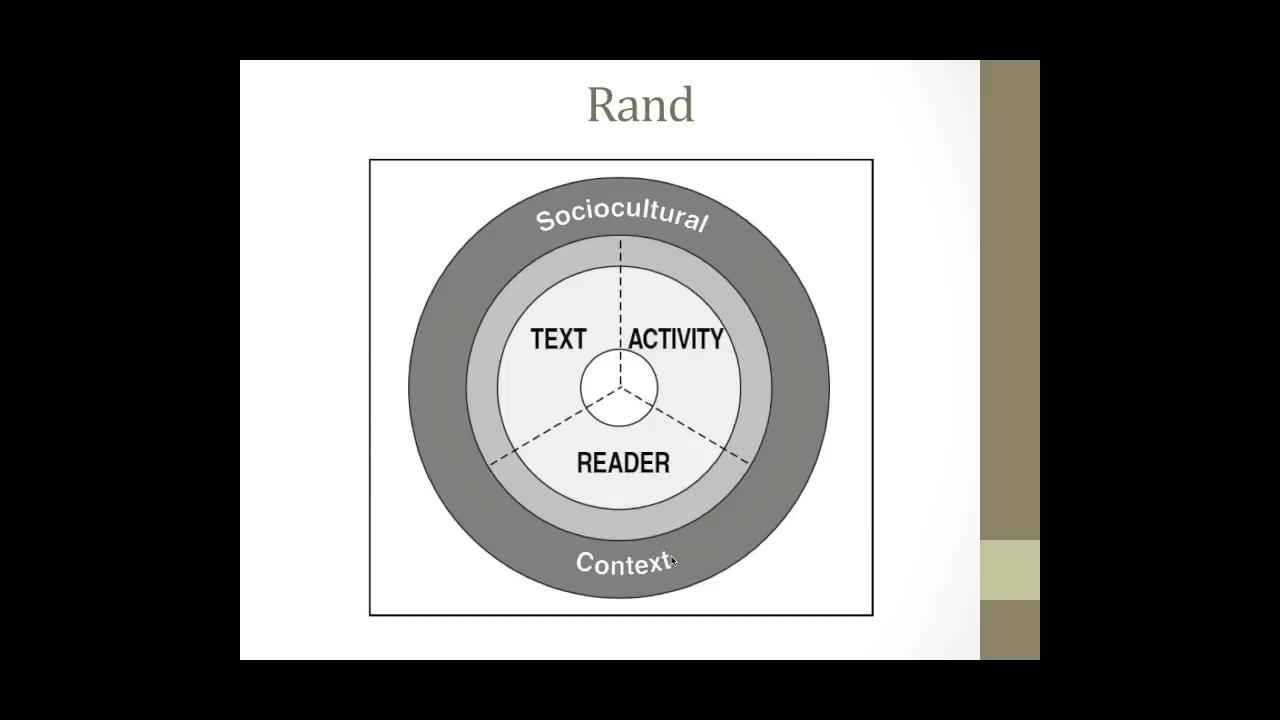 Rand
Sociocultural
TEXT
ACTIVITY
READER
Context